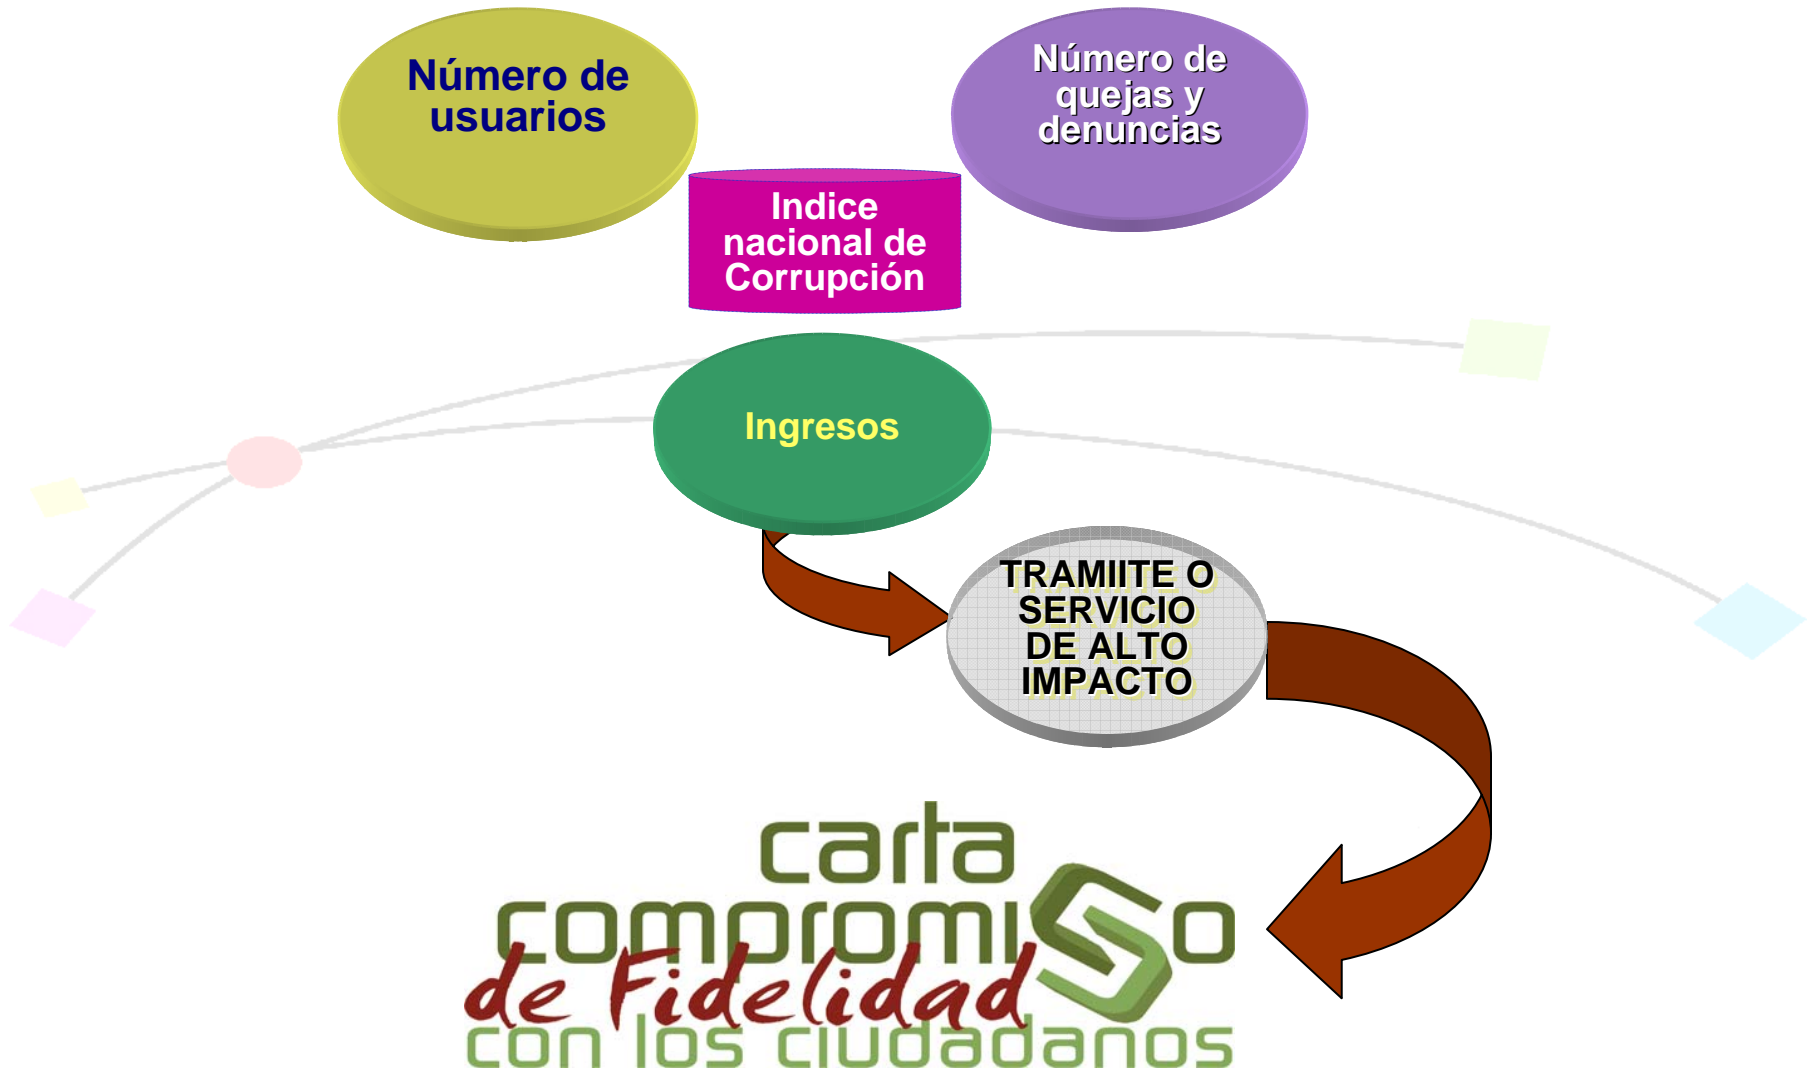 Número de
usuarios
Número de
quejas y
denuncias
Indice
nacional de
Corrupción
Ingresos
TRAMIITE O
SERVICIO
DE ALTO
IMPACTO
carta
compromiso
de Fidelidad
con los ciudadanos